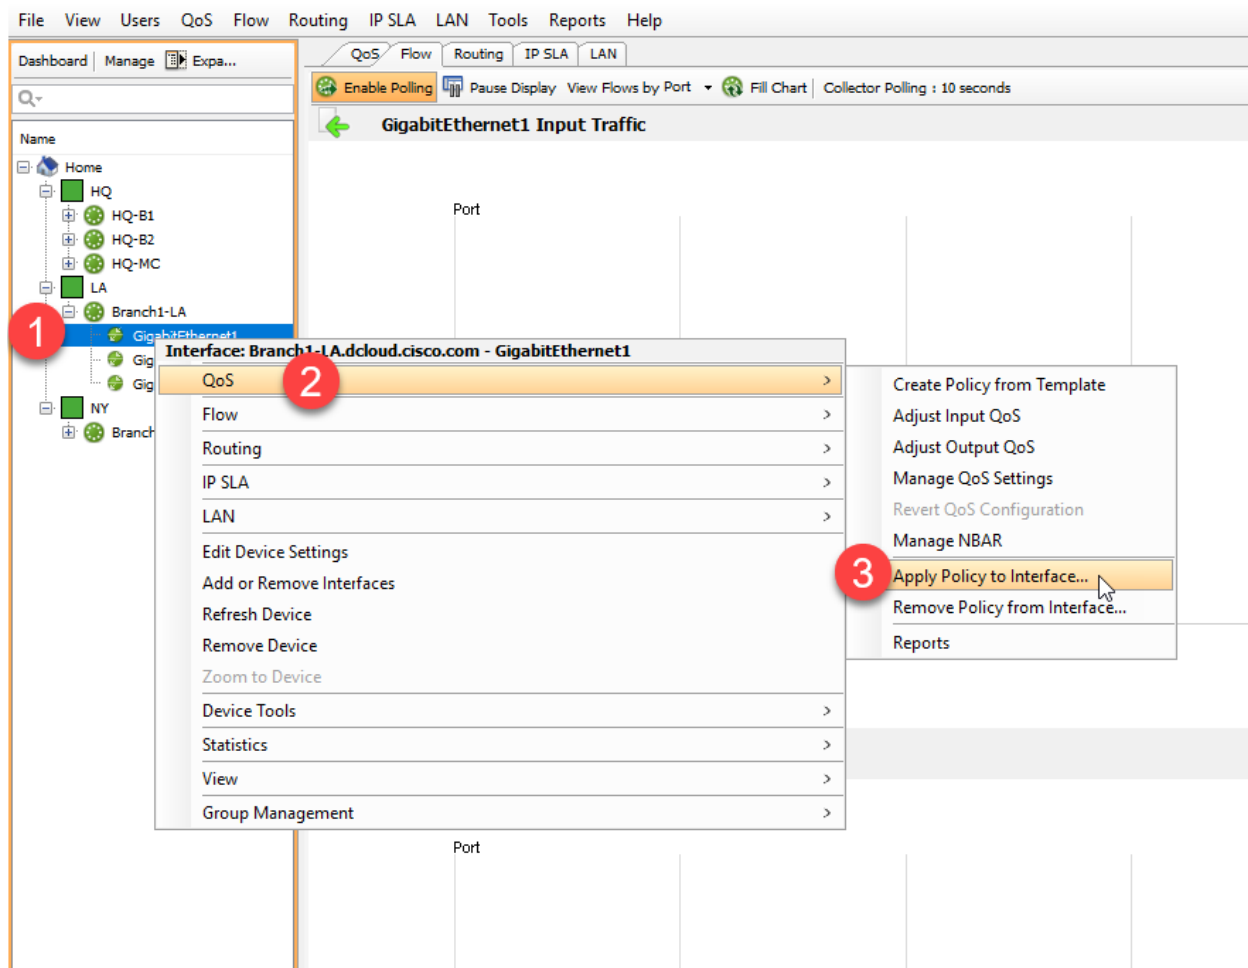 File View Users QoS Flow Routing IP SLA LAN Tools Reports Help
Dashboard Manage Expa...
QoS Flow Routing IP SLA LAN
Enable Polling Pause Display View Flows by Port Fill Chart Collector Polling : 10 seconds
GigabitEthernet1 Input Traffic
Name
Home
HQ
HQ-B1
HQ-B2
HQ-MC
LA
Branch1-LA
GigabitEthernet1
Gig
Gig
NY
Branch
Port
1
Interface: Branch1-LA.dcloud.cisco.com - GigabitEthernet1
QoS
2
Flow
Routing
IP SLA
LAN
Edit Device Settings
Add or Remove Interfaces
Refresh Device
Remove Device
Zoom to Device
Device Tools
Statistics
View
Group Management
Create Policy from Template
Adjust Input QoS
Adjust Output QoS
Manage QoS Settings
Revert QoS Configuration
Manage NBAR
3
Apply Policy to Interface...
Remove Policy from Interface...
Reports
Port